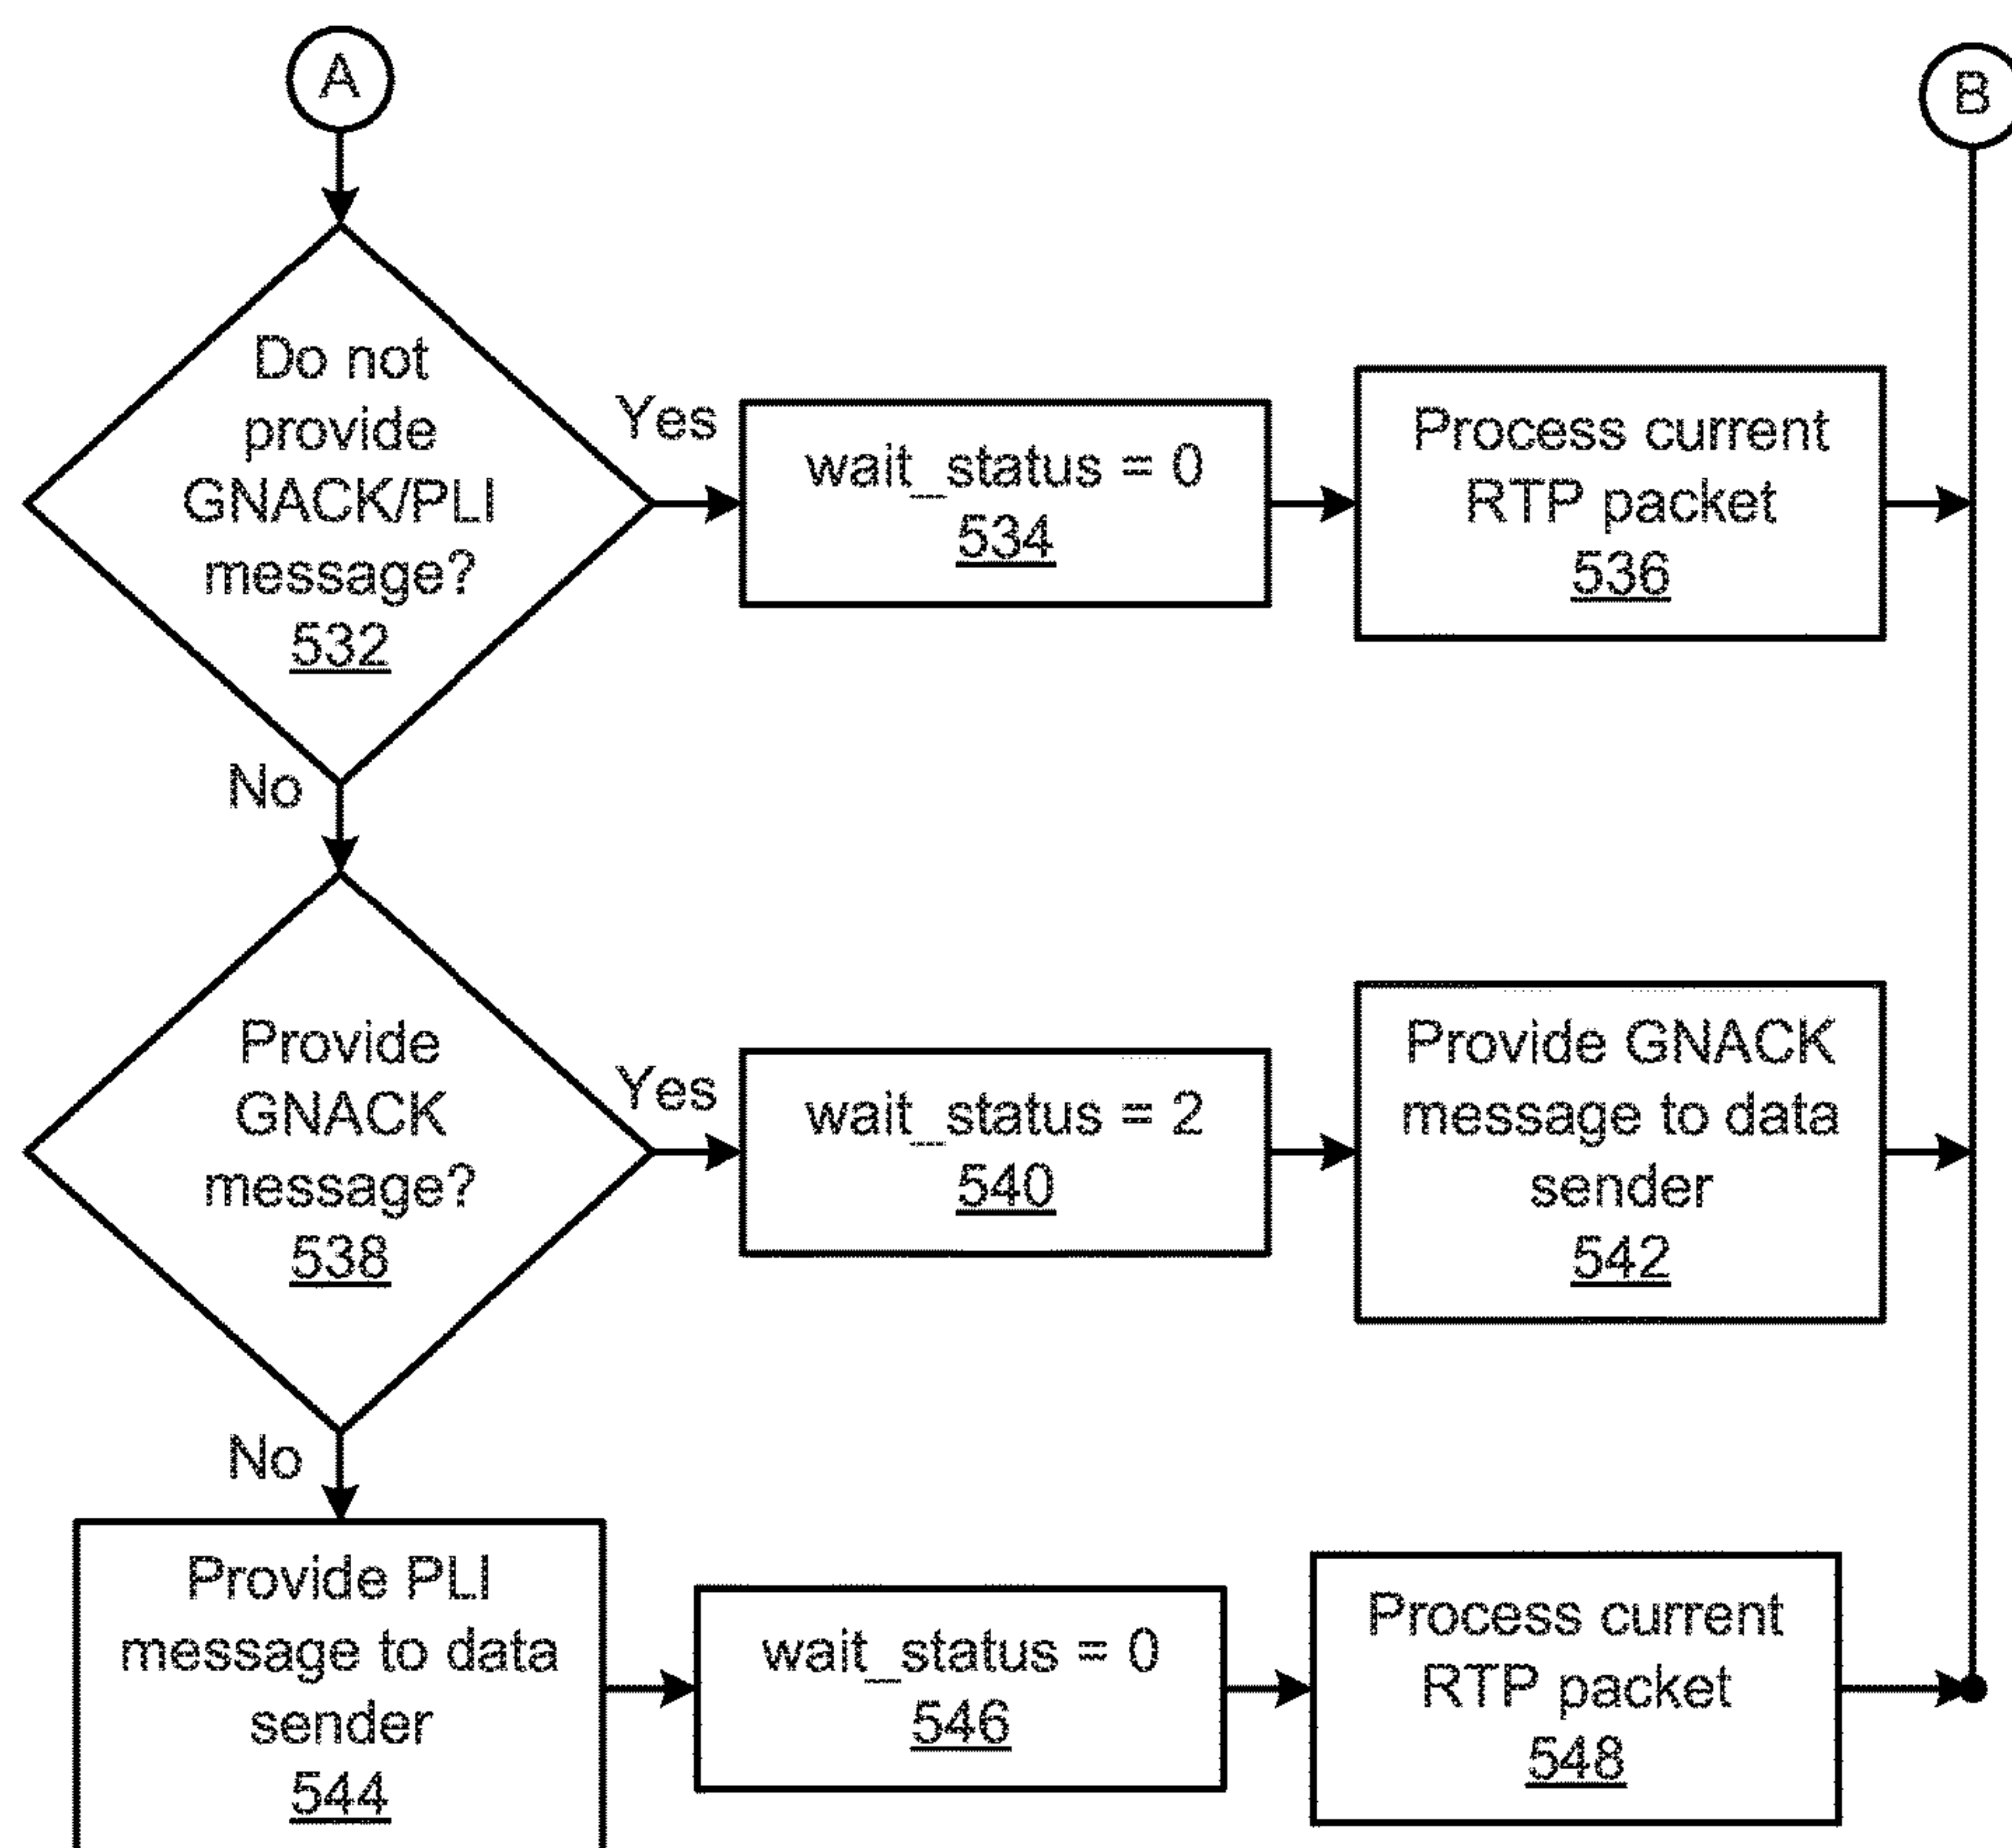 A
B
Do not
provide
GNACK/PLI
message?
532
Yes
wait_status = 0
534
Process current
RTP packet
536
No
Provide
GNACK
message?
538
Yes
wait_status = 2
540
Provide GNACK
message to data
sender
542
No
Provide PLI
message to data
sender
544
wait_status = 0
546
Process current
RTP packet
548